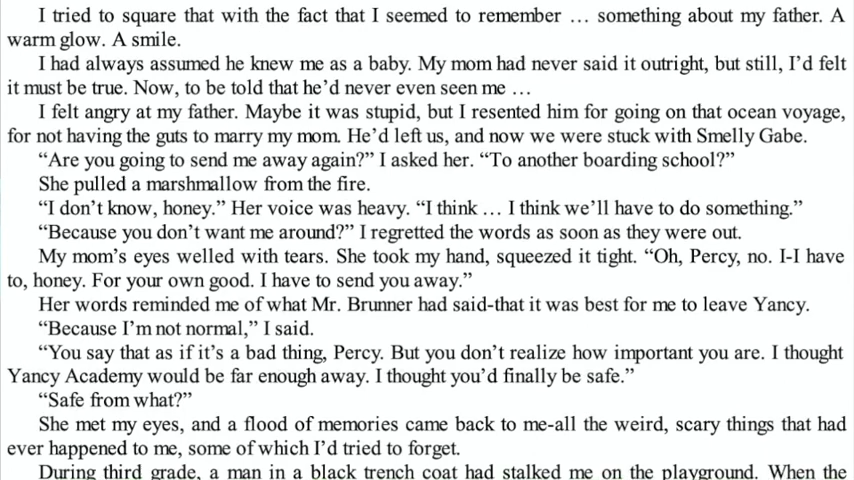 I tried to square that with the fact that I seemed to remember … something about my father. A
warm glow. A smile.
I had always assumed he knew me as a baby. My mom had never said it outright, but still, I’d felt
it must be true. Now, to be told that he’d never even seen me …
I felt angry at my father. Maybe it was stupid, but I resented him for going on that ocean voyage,
for not having the guts to marry my mom. He’d left us, and now we were stuck with Smelly Gabe.
“Are you going to send me away again?” I asked her. “To another boarding school?”
She pulled a marshmallow from the fire.
“I don’t know, honey.” Her voice was heavy. “I think … I think we’ll have to do something.”
“Because you don’t want me around?” I regretted the words as soon as they were out.
My mom’s eyes welled with tears. She took my hand, squeezed it tight. “Oh, Percy, no. I-I have
to, honey. For your own good. I have to send you away.”
Her words reminded me of what Mr. Brunner had said-that it was best for me to leave Yancy.
“Because I’m not normal,” I said.
“You say that as if it’s a bad thing, Percy. But you don’t realize how important you are. I thought
Yancy Academy would be far enough away. I thought you’d finally be safe.”
“Safe from what?”
She met my eyes, and a flood of memories came back to me-all the weird, scary things that had
ever happened to me, some of which I’d tried to forget.
During third grade, a man in a black trench coat had stalked me on the playground. When the